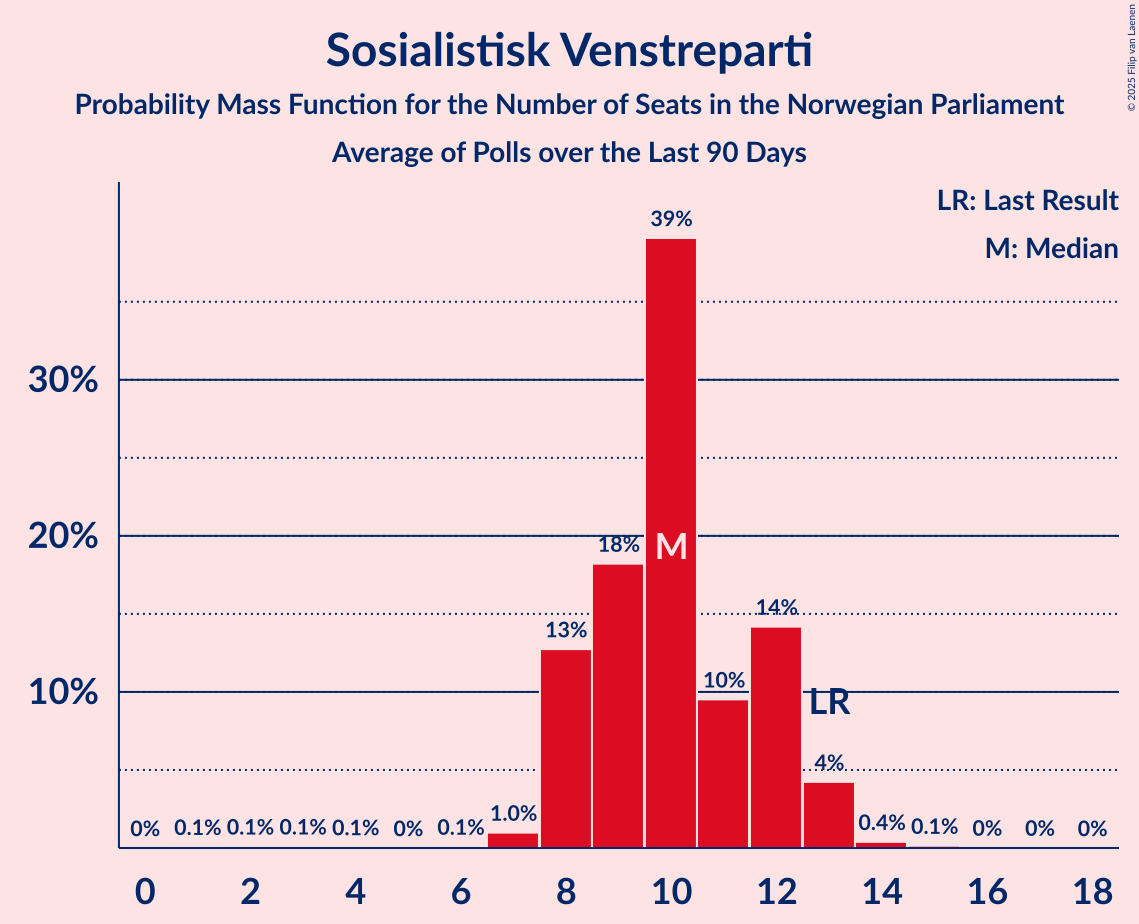 Sosialistisk Venstreparti
Probability Mass Function for the Number of Seats in the Norwegian Parliament
Average of Polls over the Last 90 Days
© 2025 Filip van Laenen
LR: Last Result
M: Median
39%
30%
20%
18%
M
14%
13%
10%
10%
LR
4%
0% 0.1% 0.1% 0.1% 0.1% 0% 0.1% 1.0% 0.4% 0.1% 0% 0% 0%
0 2 4 6 8 10 12 14 16 18